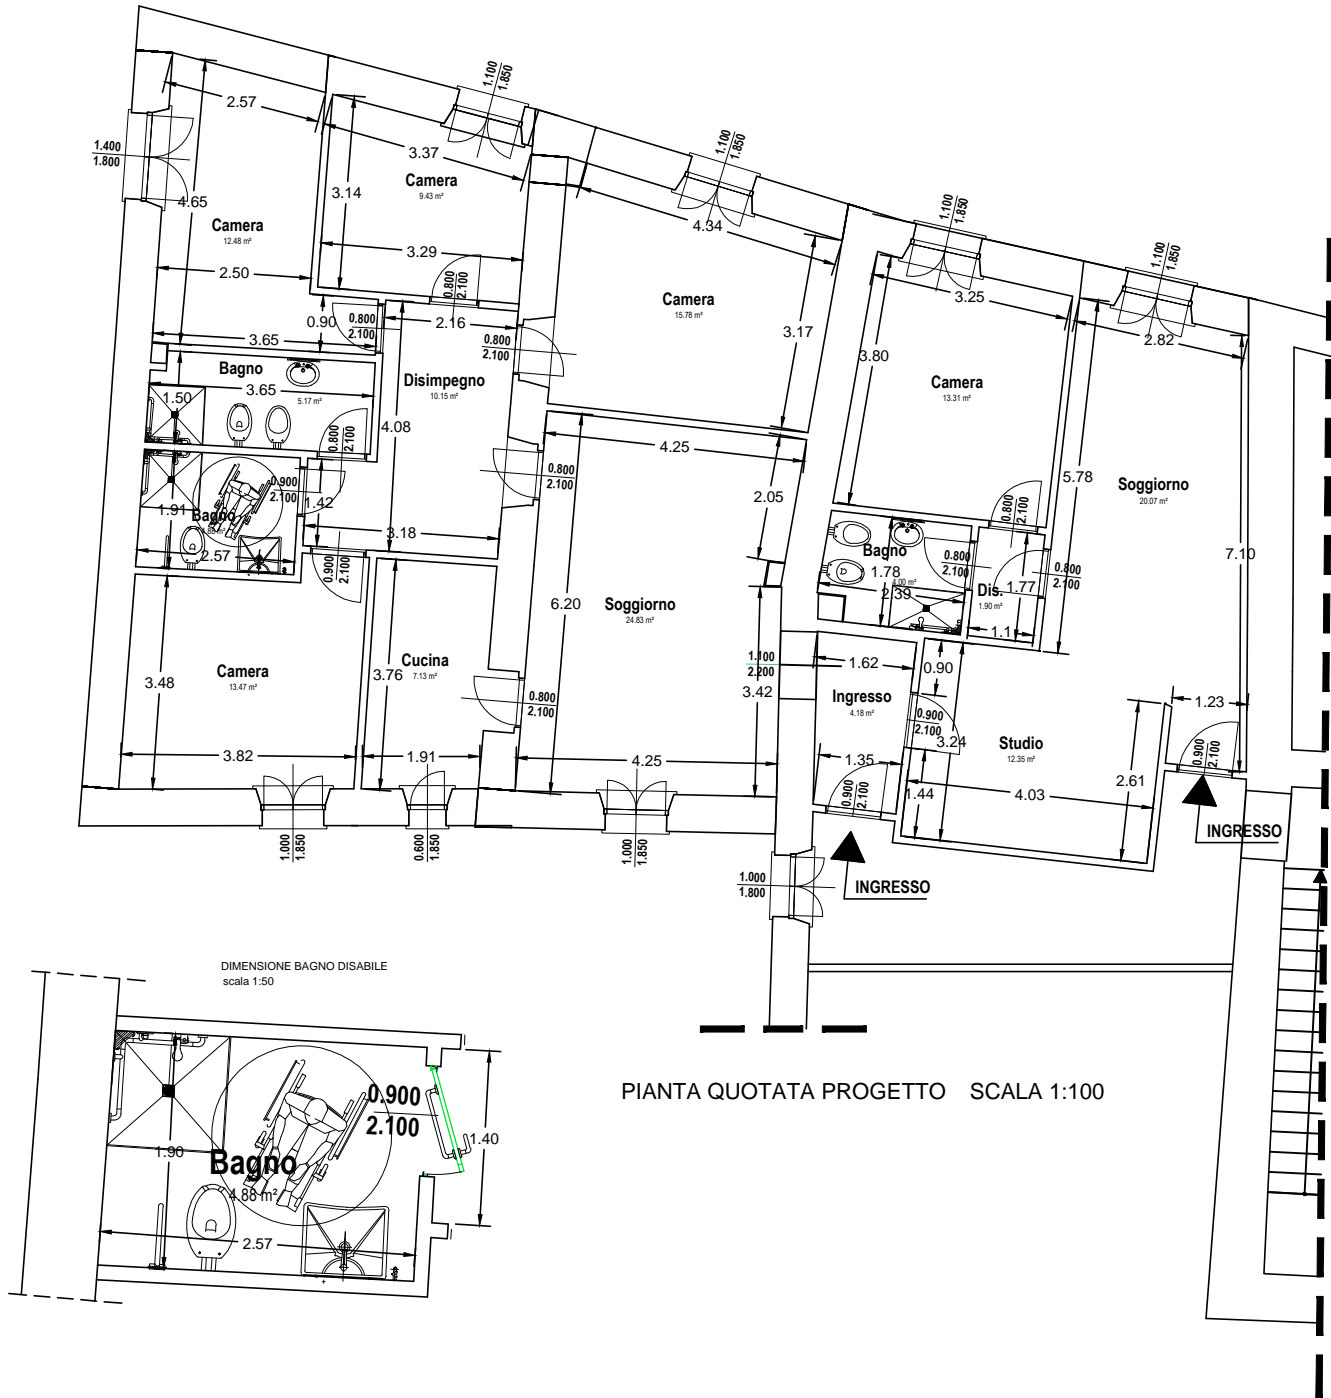 1.100
1.850
2.57
3.37
1.400
1.800
Camera
9.43 m²
3.14
4.65
Camera
12.48 m²
3.29
2.50
0.800
2.100
0.90
0.800
2.100
2.16
3.65
1.100
1.850
4.34
Camera
15.78 m²
3.17
0.800
2.100
1.100
1.850
3.25
3.80
Camera
13.31 m²
1.100
1.850
2.82
Bagno
3.65
5.17 m²
1.50
Disimpegno
10.15 m²
4.08
0.800
2.100
4.25
0.800
2.100
2.05
5.78
Soggiorno
20.07 m²
7.10
0.900
2.100
1.42
1.91
Bagno
2.57
3.18
0.900
2.100
0.800
2.100
Bagno
1.78
4.00 m²
2.39
0.800
2.100
Dis.
1.90 m²
1.77
0.800
2.100
1.1
6.20
Soggiorno
24.83 m²
3.48
Camera
13.47 m²
3.82
3.76
Cucina
7.13 m²
1.91
0.800
2.100
4.25
1.100
2.200
3.42
1.62
Ingresso
4.18 m²
1.35
0.900
2.100
0.90
0.900
2.100
3.24
1.44
Studio
12.35 m²
4.03
2.61
1.23
0.900
2.100
INGRESSO
INGRESSO
1.000
1.850
0.600
1.850
1.000
1.850
1.000
1.800
DIMENSIONE BAGNO DISABILE
scala 1:50
0.900
2.100
1.40
1.90
Bagno
4.88 m²
2.57
PIANTA QUOTATA PROGETTO SCALA 1:100